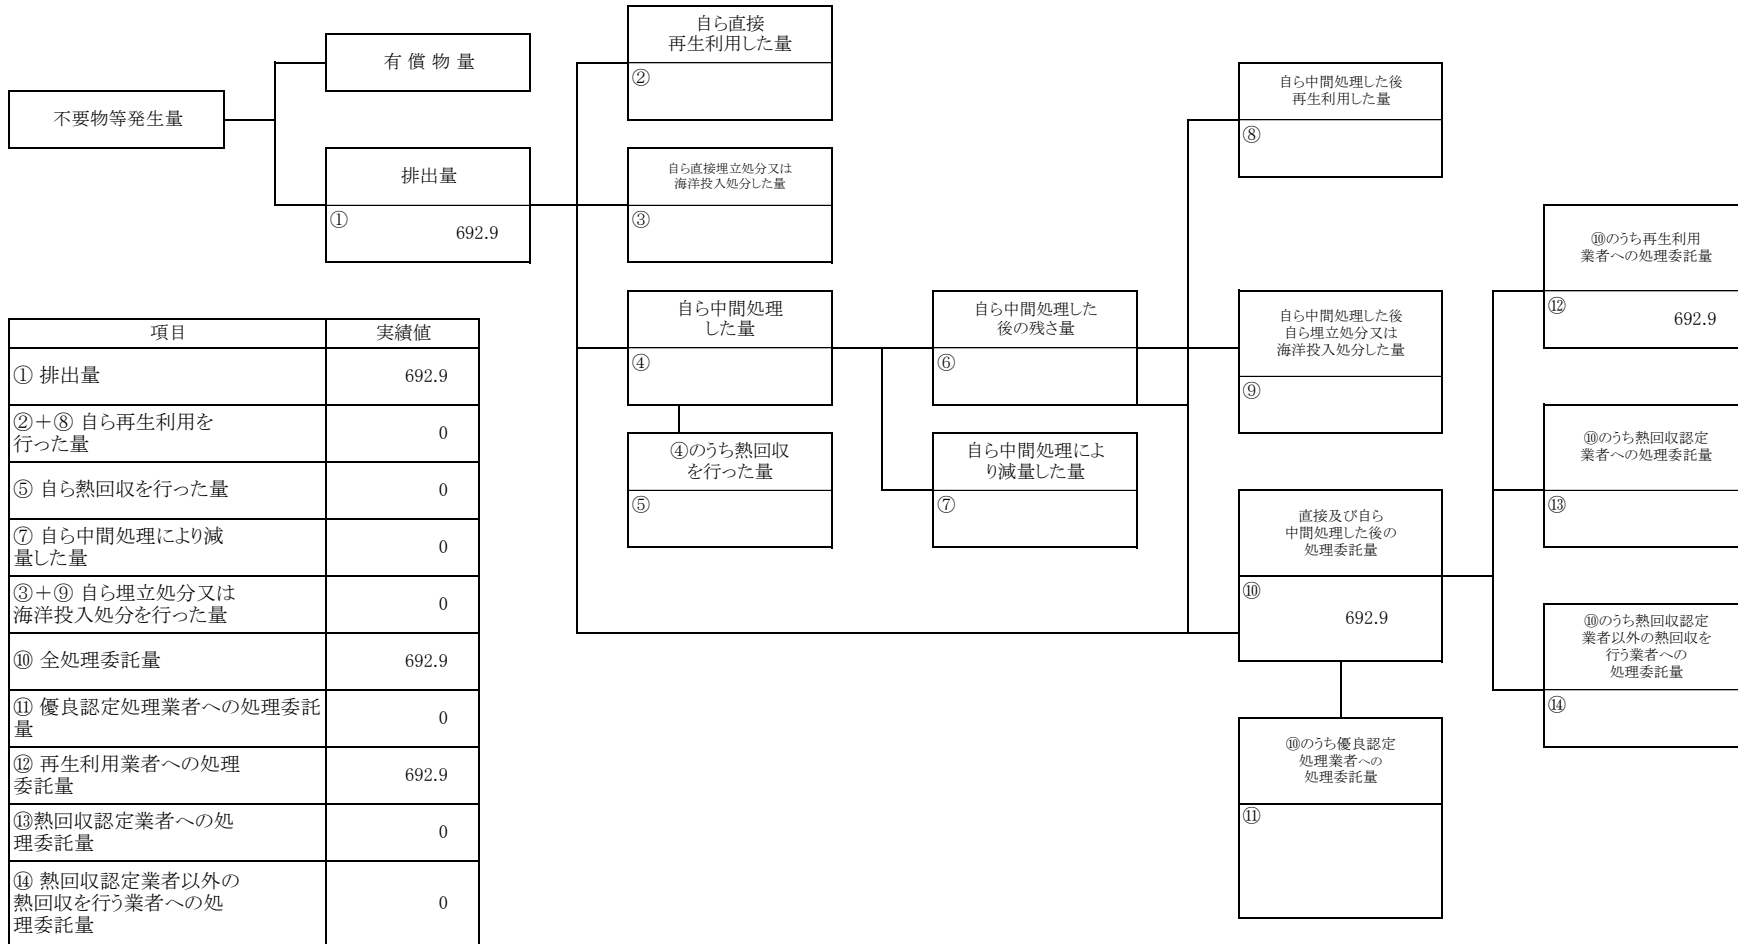 不要物等発生量
有 償 物 量
排出量
①
692.9
自ら直接
再生利用した量
②
自ら直接埋立処分又は
海洋投入処分した量
③
自ら中間処理
した量
④
④のうち熱回収
を行った量
⑤
自ら中間処理した
後の残さ量
⑥
自ら中間処理によ
り減量した量
⑦
自ら中間処理した後
再生利用した量
⑧
自ら中間処理した後
自ら埋立処分又は
海洋投入処分した量
⑨
直接及び自ら
中間処理した後の
処理委託量
⑩
692.9
⑩のうち優良認定
処理業者への
処理委託量
⑪
⑩のうち再生利用
業者への処理委託量
⑫
692.9
⑩のうち熱回収認定
業者への処理委託量
⑬
⑩のうち熱回収認定
業者以外の熱回収を
行う業者への
処理委託量
⑭
項目 実績値
① 排出量 692.9
②+⑧ 自ら再生利用を
行った量 0
⑤ 自ら熱回収を行った量 0
⑦ 自ら中間処理により減
量した量 0
③+⑨ 自ら埋立処分又は
海洋投入処分を行った量 0
⑩ 全処理委託量 692.9
⑪ 優良認定処理業者への処理委託
量 0
⑫ 再生利用業者への処理
委託量 692.9
⑬熱回収認定業者への処
理委託量 0
⑭ 熱回収認定業者以外の
熱回収を行う業者への処
理委託量 0